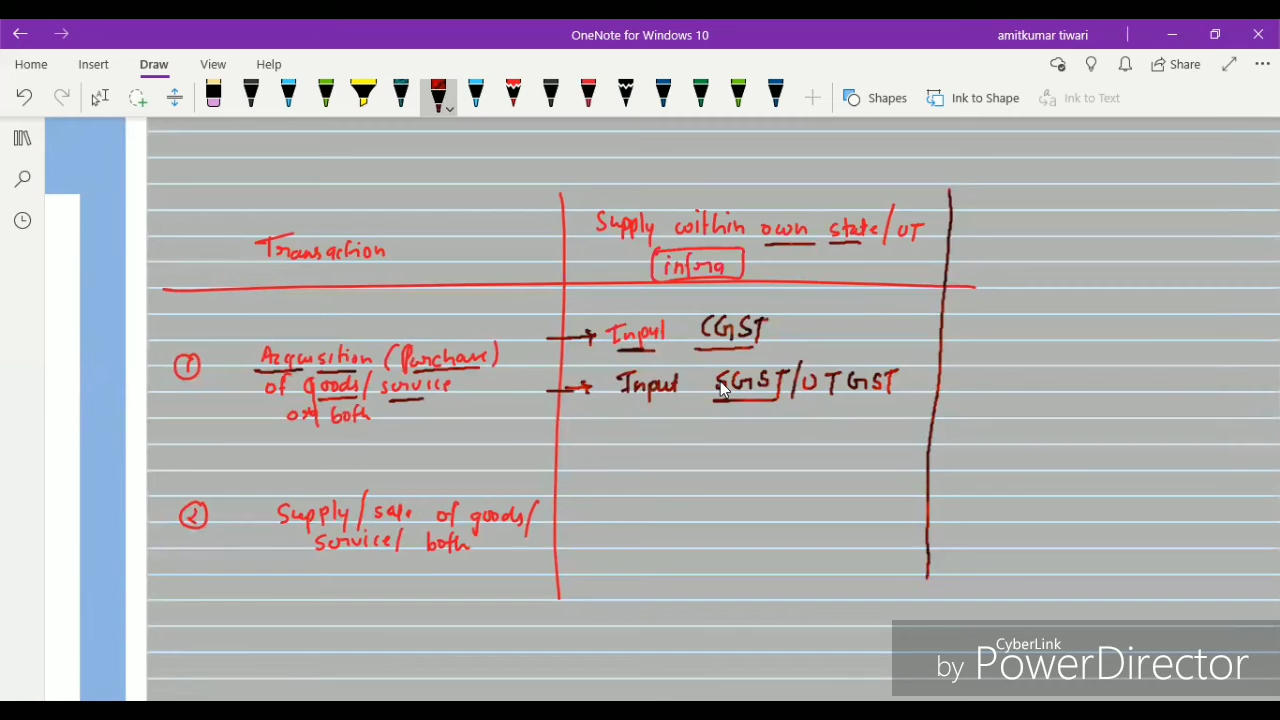 OneNote for Windows 10
amitkumar tiwari
Home Insert Draw View Help
Share
Shapes Ink to Shape Ink to Text
Transaction
Supply within own state/UT
infra
① Acqusition (Purchase)
of goods/ service
or both
Input CGST
Input SGST/UTGST
② Supply/sale of goods/
service/ both
CyberLink
by PowerDirector